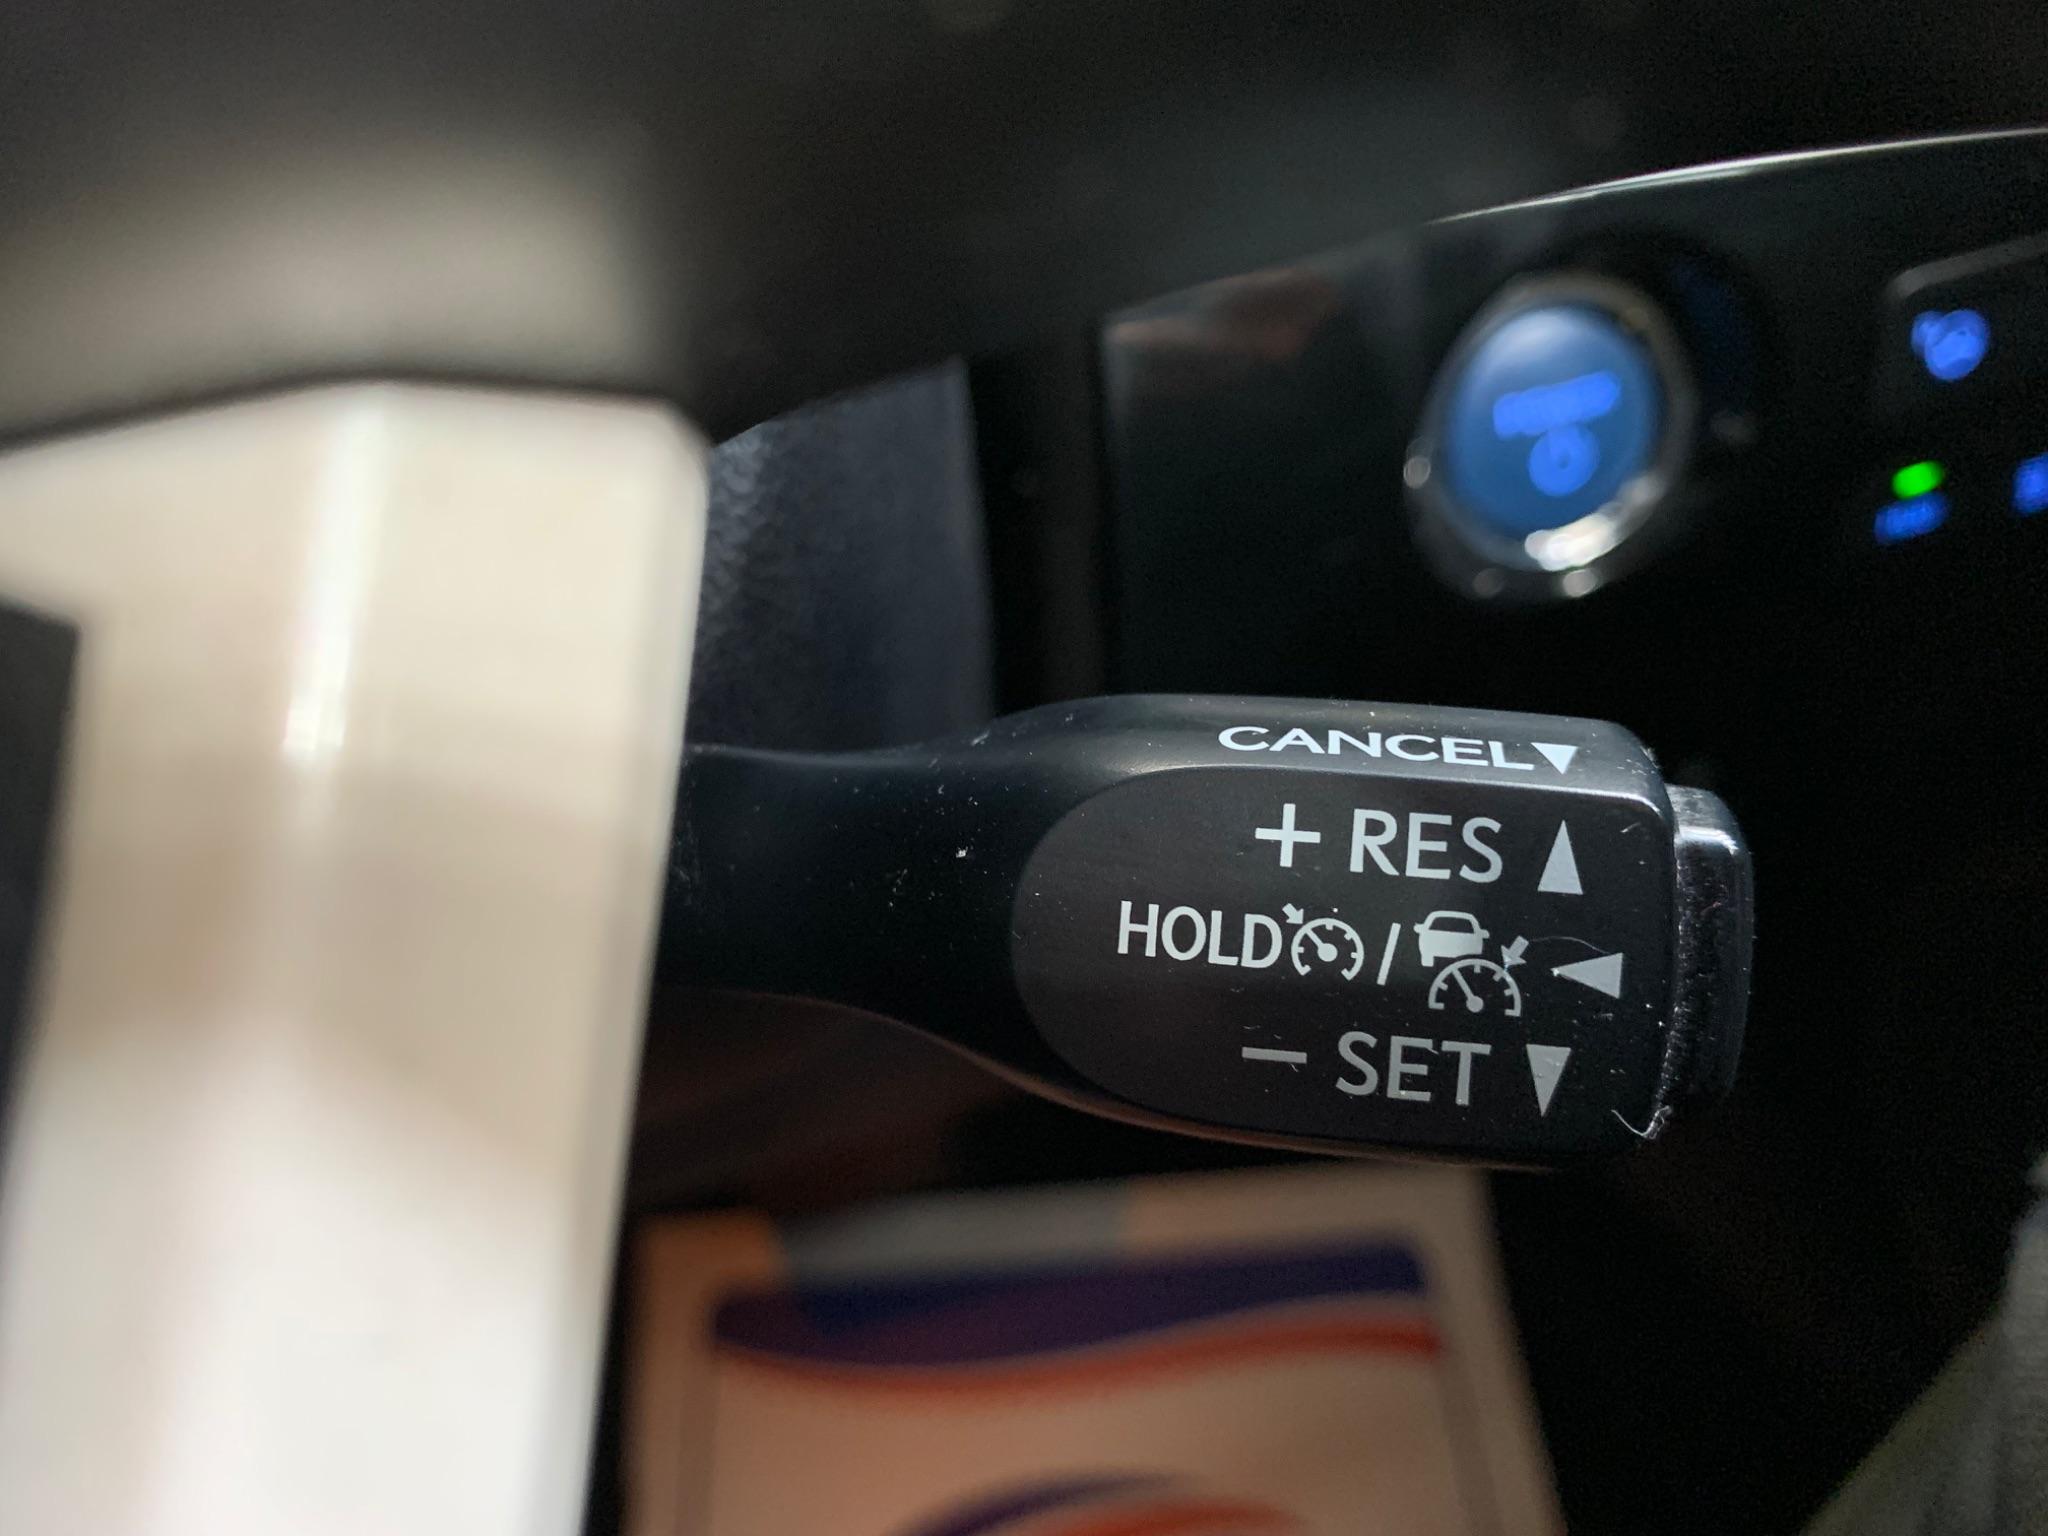 CANCEL▼
+ RES ▲
HOLD / ◀
− SET ▼